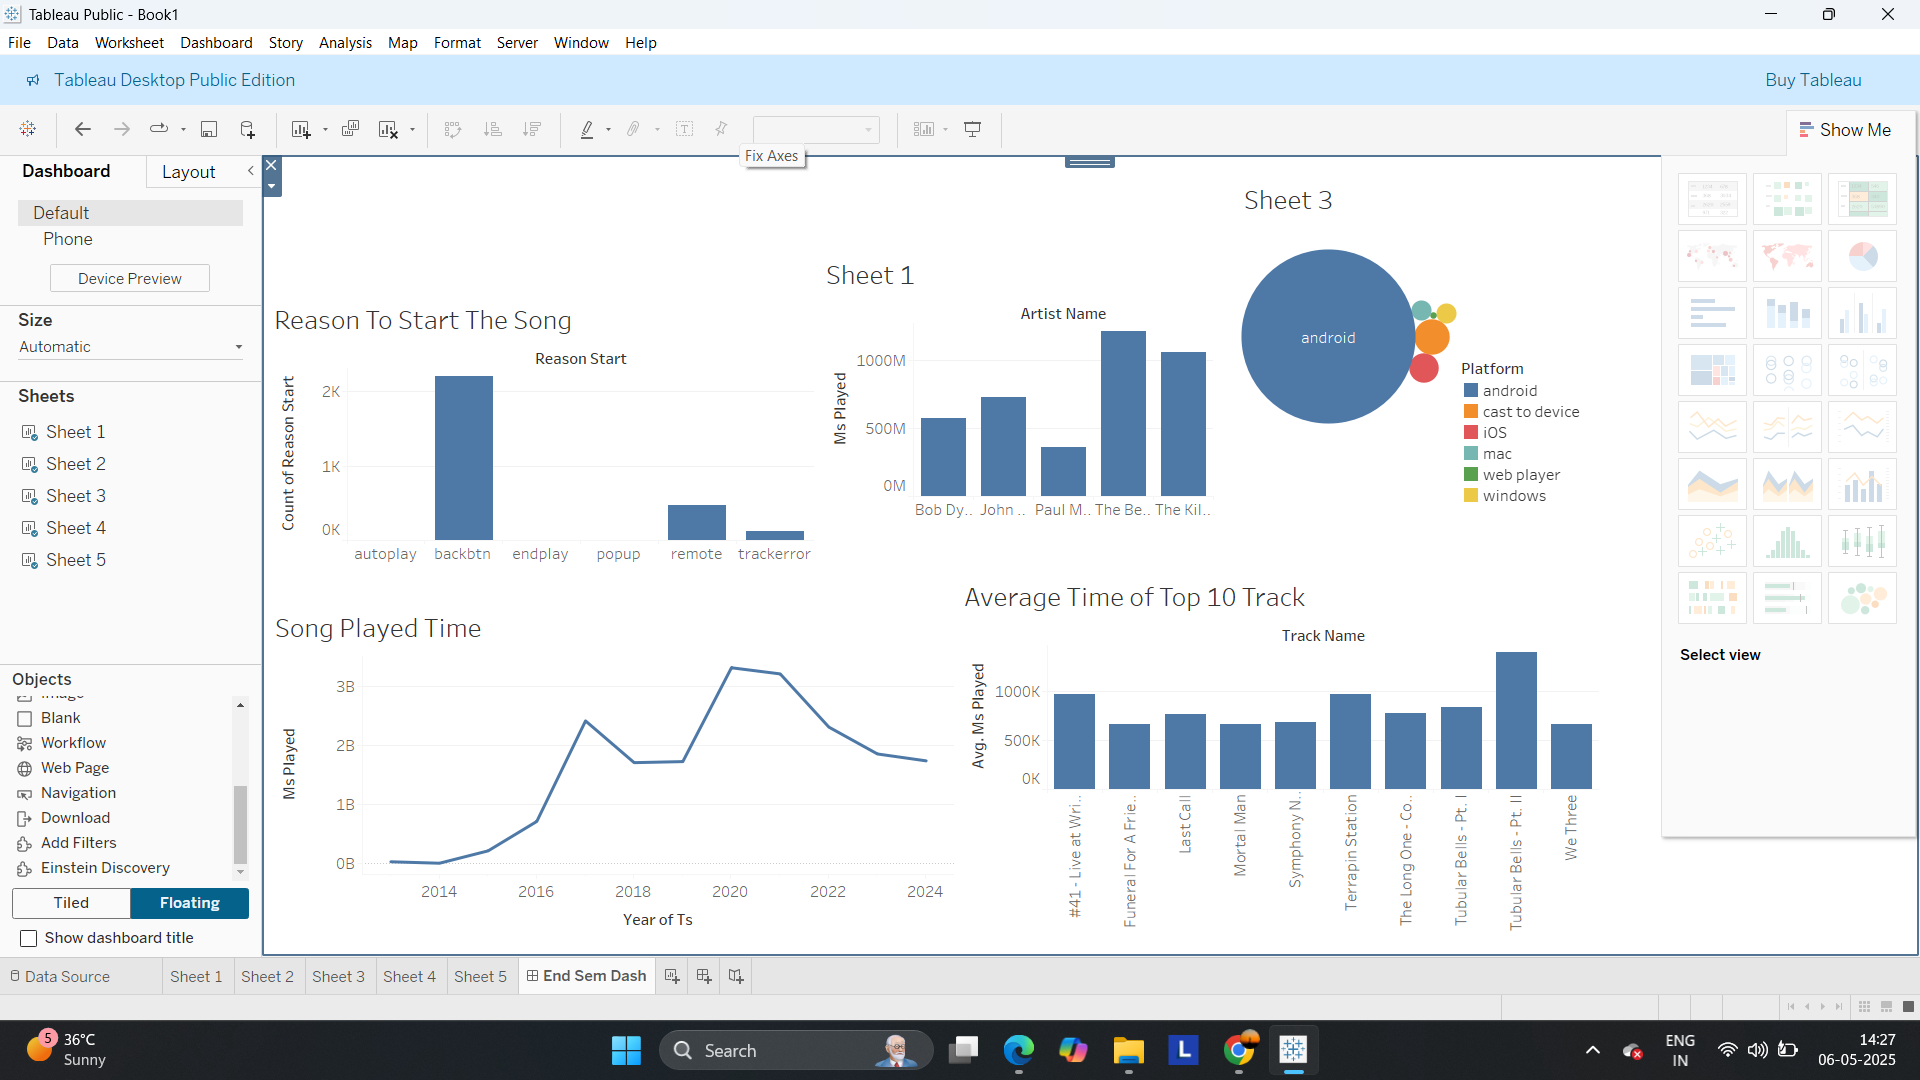 Tableau Public - Book1
File Data Worksheet Dashboard Story Analysis Map Format Server Window Help
Tableau Desktop Public Edition
Buy Tableau
Show Me
Fix Axes
Dashboard
Layout
Default
Phone
Device Preview
Size
Automatic
Sheets
Sheet 1
Sheet 2
Sheet 3
Sheet 4
Sheet 5
Objects
Image
Blank
Workflow
Web Page
Navigation
Download
Add Filters
Einstein Discovery
Tiled
Floating
Show dashboard title
Reason To Start The Song
Reason Start
Count of Reason Start
2K
1K
0K
autoplay backbtn endplay popup remote trackerror
Sheet 1
Artist Name
Ms Played
1000M
500M
0M
Bob Dy.. John .. Paul M.. The Be.. The Kil..
Sheet 3
android
Platform
android
cast to device
iOS
mac
web player
windows
Song Played Time
Ms Played
3B
2B
1B
0B
2014 2016 2018 2020 2022 2024
Year of Ts
Average Time of Top 10 Track
Track Name
Avg. Ms Played
1000K
500K
0K
#41 - Live at Wri..
Funeral For A Frie..
Last Call
Mortal Man
Symphony N..
Terrapin Station
The Long One - Co..
Tubular Bells - Pt. I
Tubular Bells - Pt. II
We Three
Select view
Data Source Sheet 1 Sheet 2 Sheet 3 Sheet 4 Sheet 5 End Sem Dash
5
36°C
Sunny
Search
L
ENG
IN
14:27
06-05-2025